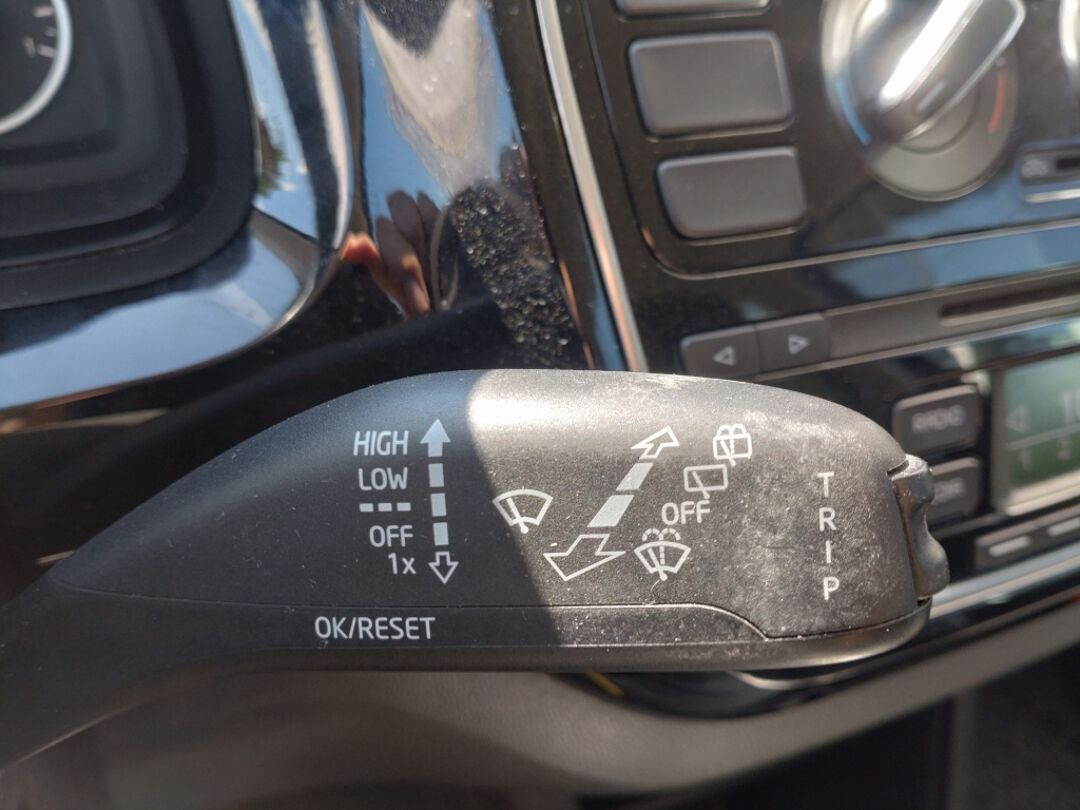 HIGH
LOW
---
OFF
1x
OFF
TRIP
OK/RESET